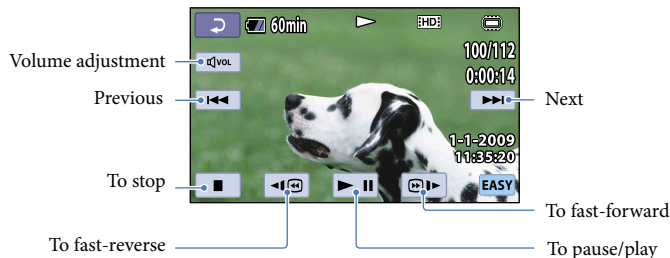 60min
HD
100/112
0:00:14
Volume adjustment
VOL
Previous
Next
1-1-2009
11:35:20
To stop
EASY
To fast-forward
To fast-reverse
To pause/play